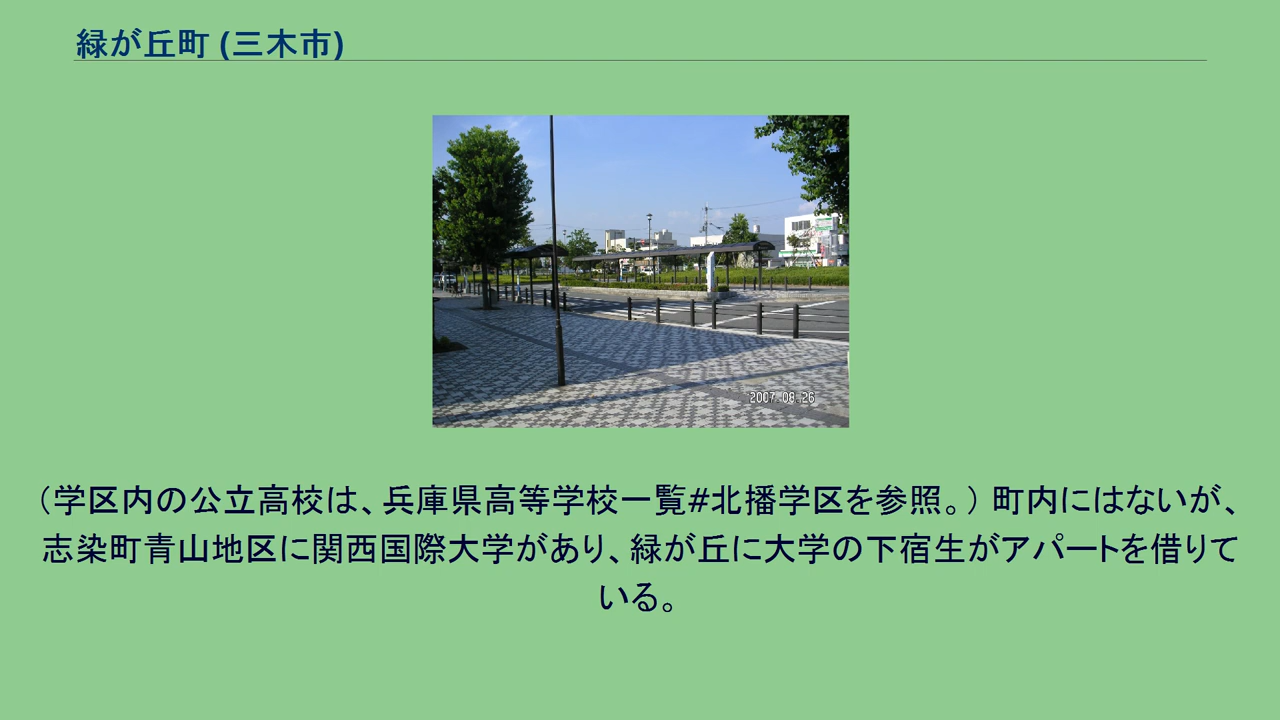 緑が丘町 (三木市)
2007.08.26
（学区内の公立高校は、兵庫県高等学校一覧#北播学区を参照。） 町内にはないが、
志染町青山地区に関西国際大学があり、緑が丘に大学の下宿生がアパートを借りて
いる。